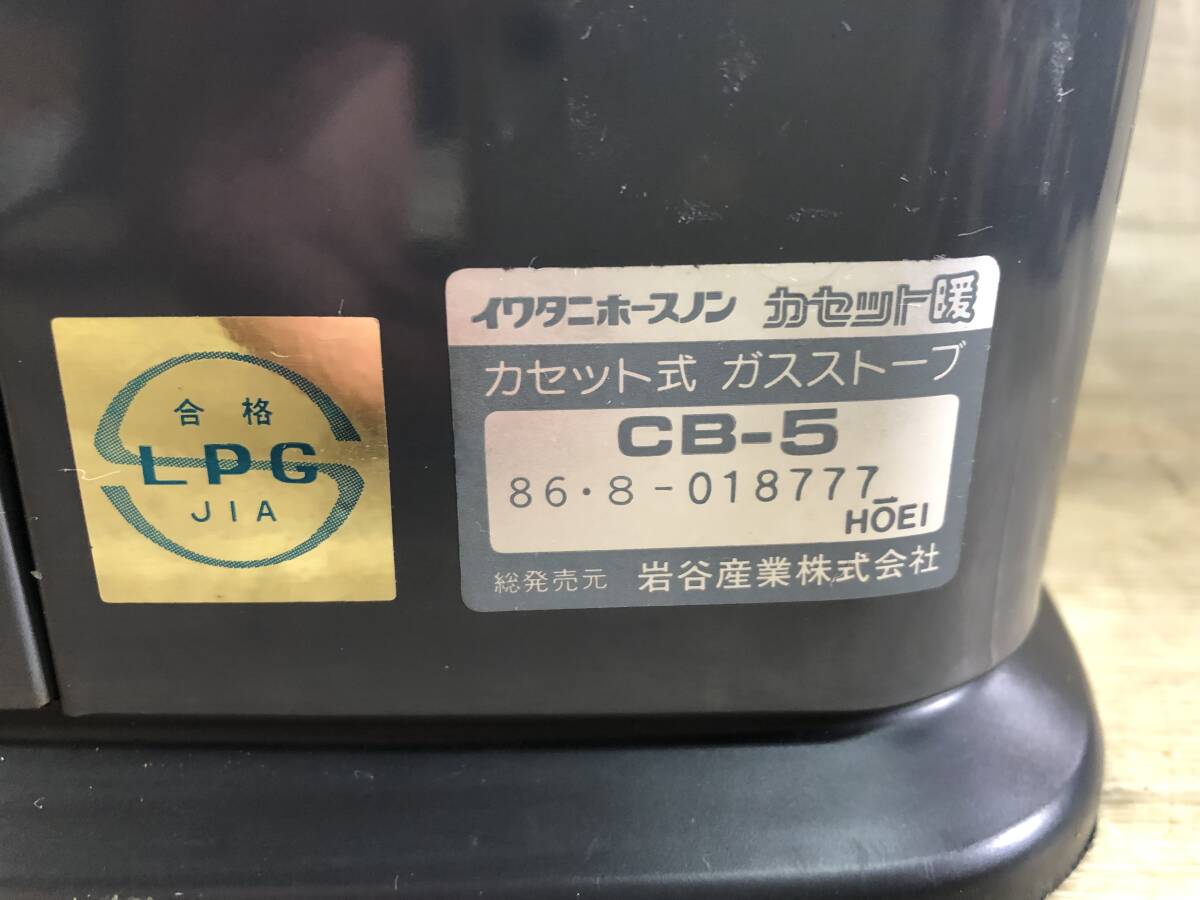 合格
LPG
JIA
イワタニホースノン カセット暖
カセット式 ガスストーブ
CB-5
86・8-018777
HOEI
総発売元 岩谷産業株式会社